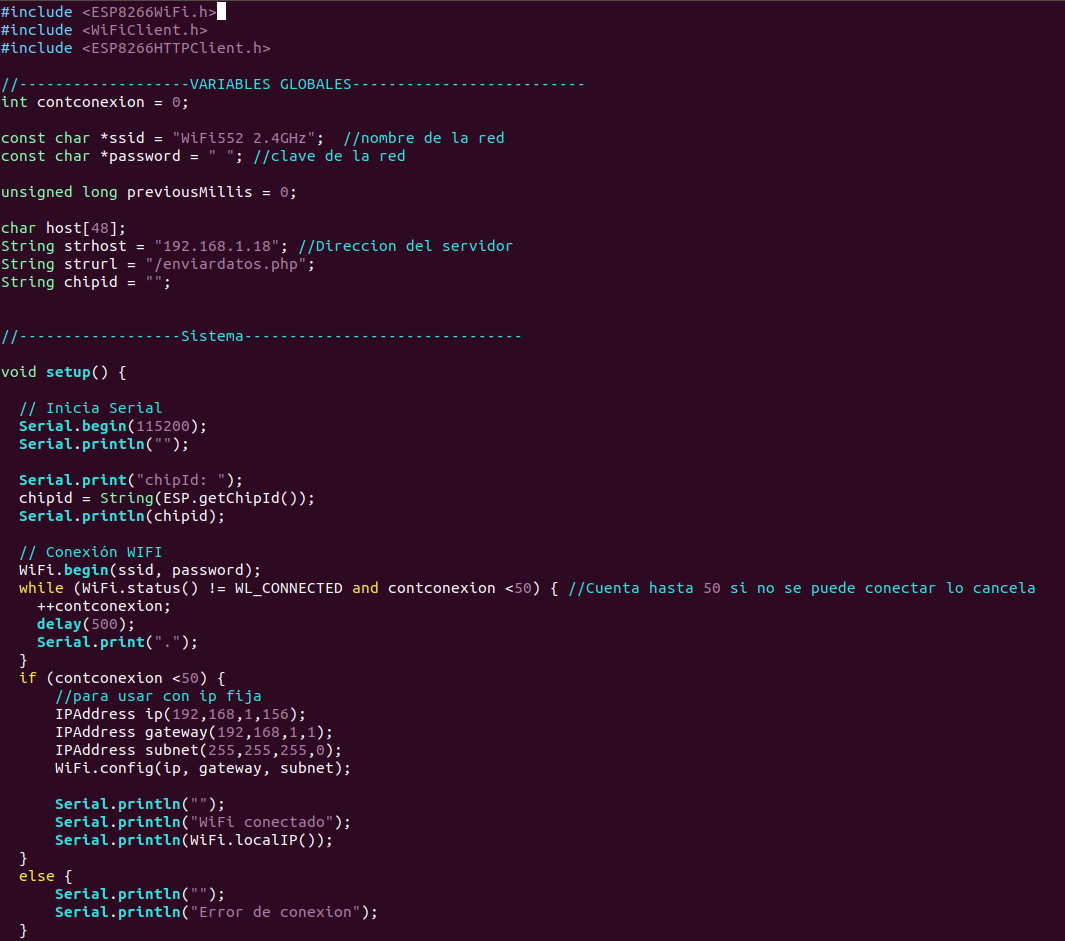 #include <ESP8266WiFi.h>
#include <WiFiClient.h>
#include <ESP8266HTTPClient.h>

//-------------------VARIABLES GLOBALES--------------------------
int contconexion = 0;

const char *ssid = "WiFi552 2.4GHz";  //nombre de la red
const char *password = " "; //clave de la red

unsigned long previousMillis = 0;

char host[48];
String strhost = "192.168.1.18"; //Direccion del servidor
String strurl = "/enviardatos.php";
String chipid = "";


//------------------Sistema-------------------------------

void setup() {

  // Inicia Serial
  Serial.begin(115200);
  Serial.println("");

  Serial.print("chipId: ");
  chipid = String(ESP.getChipId());
  Serial.println(chipid);

  // Conexión WIFI
  WiFi.begin(ssid, password);
  while (WiFi.status() != WL_CONNECTED and contconexion <50) { //Cuenta hasta 50 si no se puede conectar lo cancela
    ++contconexion;
    delay(500);
    Serial.print(".");
  }
  if (contconexion <50) {
      //para usar con ip fija
      IPAddress ip(192,168,1,156);
      IPAddress gateway(192,168,1,1);
      IPAddress subnet(255,255,255,0);
      WiFi.config(ip, gateway, subnet);

      Serial.println("");
      Serial.println("WiFi conectado");
      Serial.println(WiFi.localIP());
  }
  else {
      Serial.println("");
      Serial.println("Error de conexion");
  }